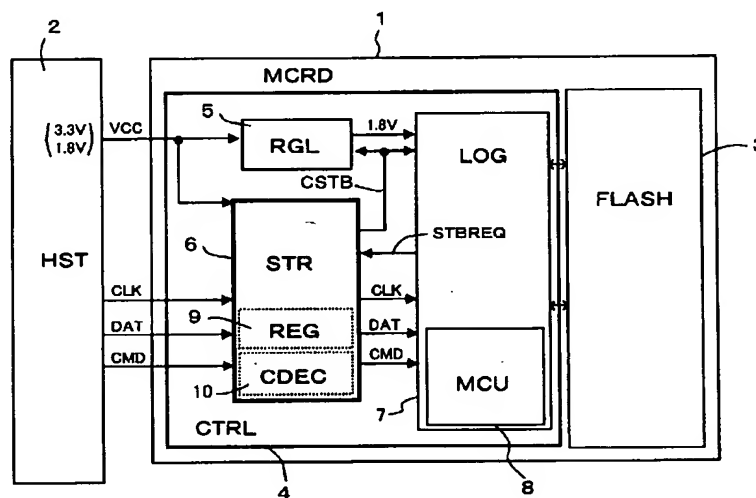 2
1
MCRD
5
3
(3.3V
1.8V)
VCC
RGL
1.8V
LOG
CSTB
FLASH
6
STBREQ
HST
STR
CLK
CLK
9
REG
DAT
DAT
CMD
CMD
10
CDEC
7
MCU
CTRL
4
8